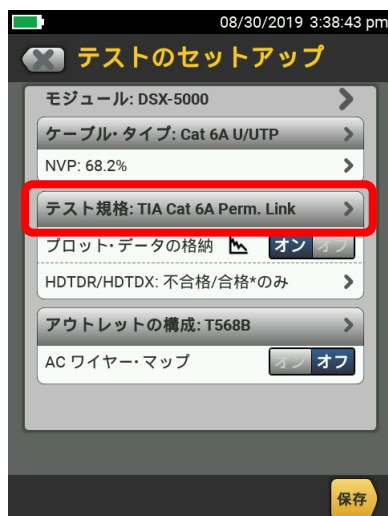 08/30/2019 3:38:43 pm
テストのセットアップ
モジュール: DSX-5000
ケーブル・タイプ: Cat 6A U/UTP
NVP: 68.2%
テスト規格: TIA Cat 6A Perm. Link
プロット・データの格納 オン オフ
HDTDR/HDTDX: 不合格/合格*のみ
アウトレットの構成: T568B
AC ワイヤー・マップ オン オフ
保存